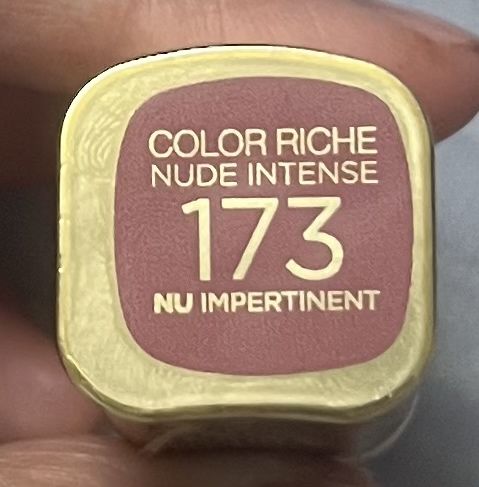 COLOR RICHE
NUDE INTENSE
173
NU IMPERTINENT